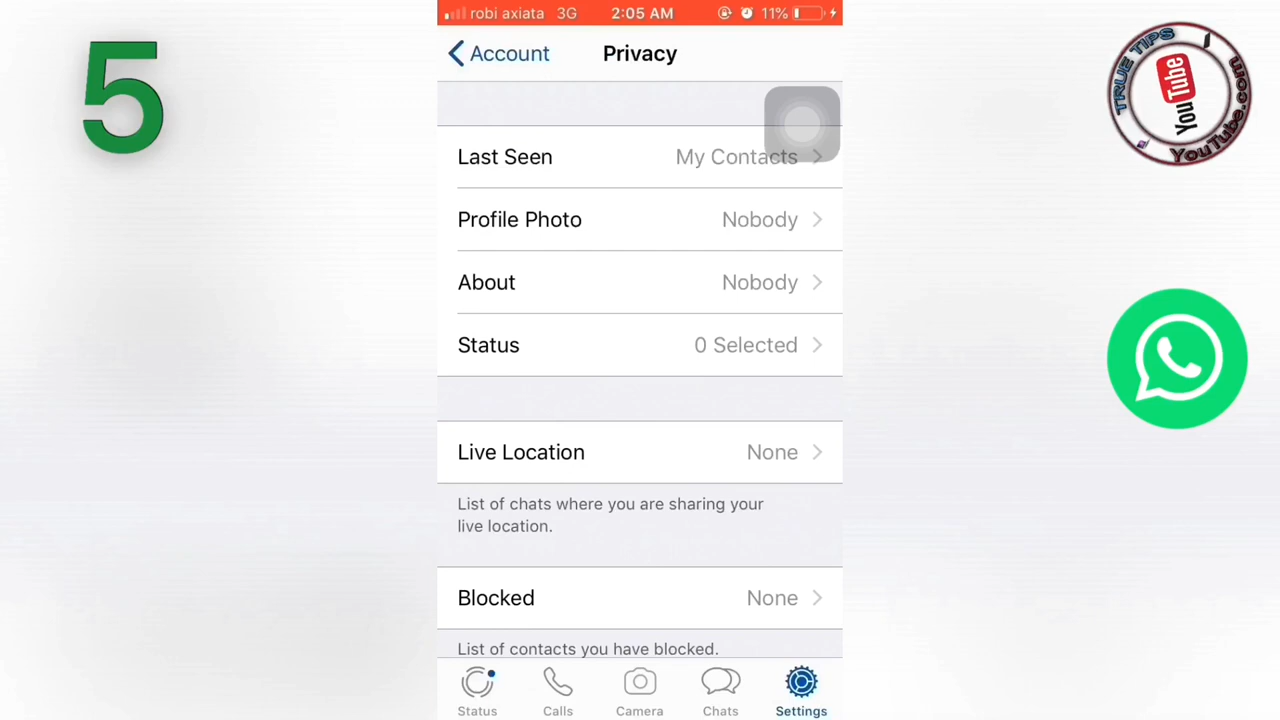 5
robi axiata 3G 2:05 AM 11%
Account Privacy
Last Seen My Contacts
Profile Photo Nobody
About Nobody
Status 0 Selected
Live Location None
List of chats where you are sharing your
live location.
Blocked None
List of contacts you have blocked.
Status Calls Camera Chats Settings
TRUE TIPS
YouTube
YouTube.com